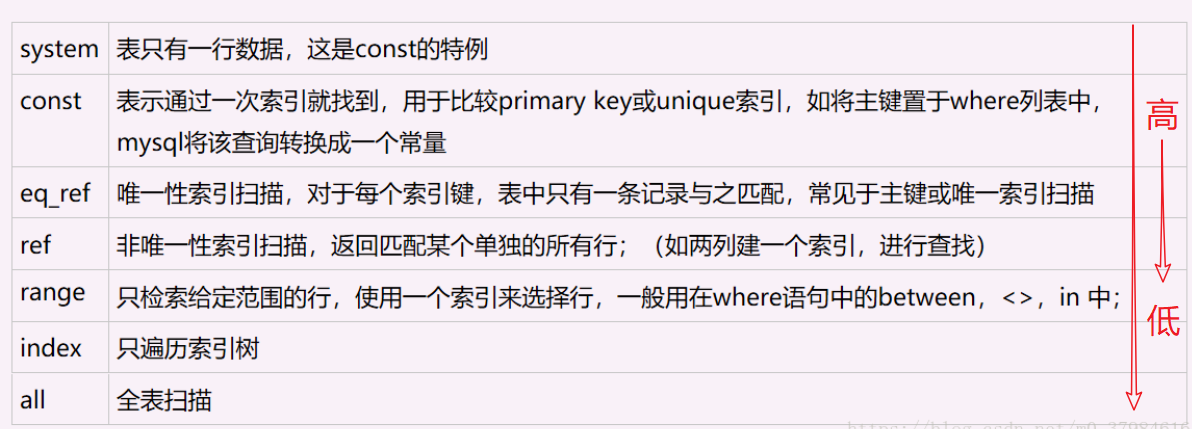 system 表只有一行数据，这是const的特例
const 表示通过一次索引就找到，用于比较primary key或unique索引，如将主键置于where列表中，
mysql将该查询转换成一个常量
eq_ref 唯一性索引扫描，对于每个索引键，表中只有一条记录与之匹配，常见于主键或唯一索引扫描
ref 非唯一性索引扫描，返回匹配某个单独的所有行；（如两列建一个索引，进行查找）
range 只检索给定范围的行，使用一个索引来选择行，一般用在where语句中的between，<>，in 中；
index 只遍历索引树
all 全表扫描
高
低